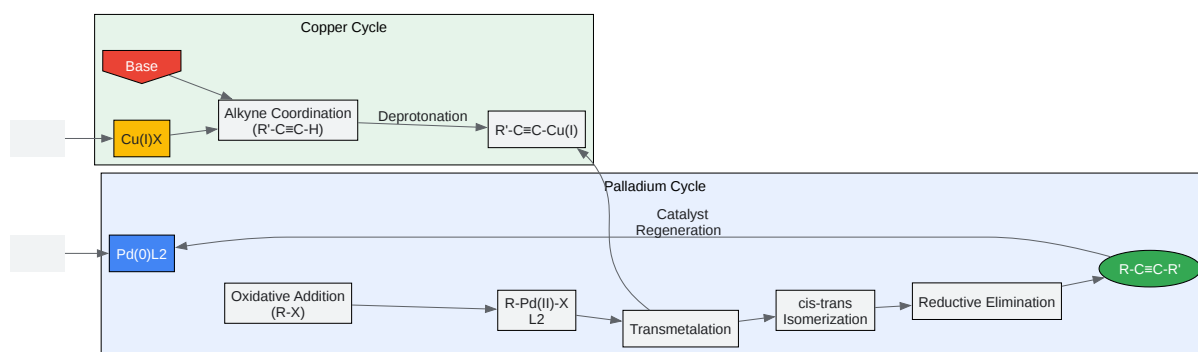 Copper Cycle
Base
Alkyne Coordination
(R'-C≡C-H)
Deprotonation
R'-C≡C-Cu(I)
Cu(I)X
Palladium Cycle
Catalyst
Regeneration
Pd(0)L2
R-C≡C-R'
Oxidative Addition
(R-X)
R-Pd(II)-X
L2
Transmetalation
cis-trans
Isomerization
Reductive Elimination